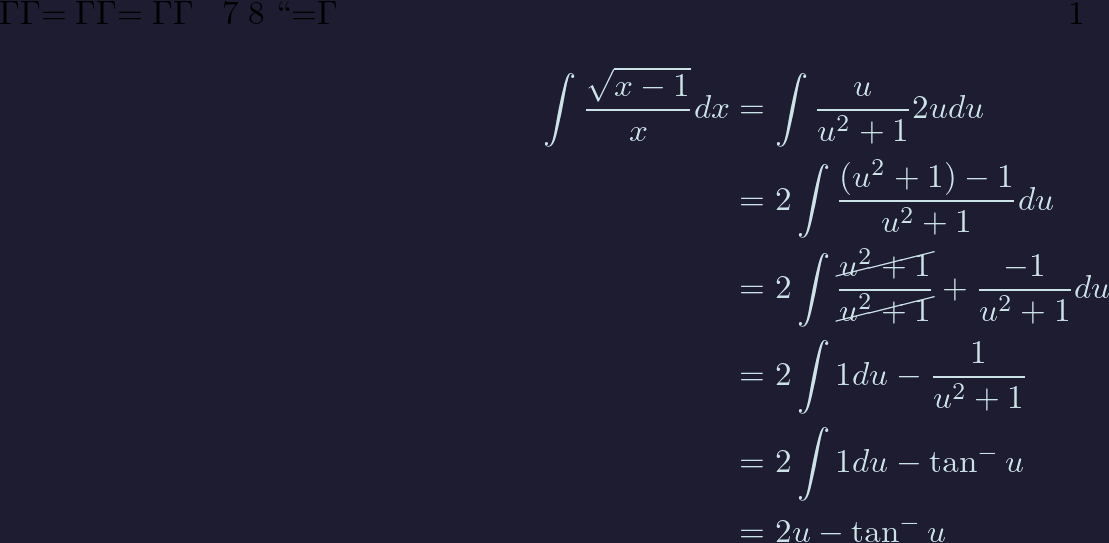 ΓΓ= ΓΓ= ΓΓ 7 8 “=Γ 1
∫ √(x − 1)/x dx = ∫ u/(u² + 1) 2udu
= 2 ∫ ((u² + 1) − 1)/(u² + 1) du
= 2 ∫ (u² + 1)/(u² + 1) + −1/(u² + 1) du
= 2 ∫ 1du − 1/(u² + 1)
= 2 ∫ 1du − tan⁻ u
= 2u − tan⁻ u